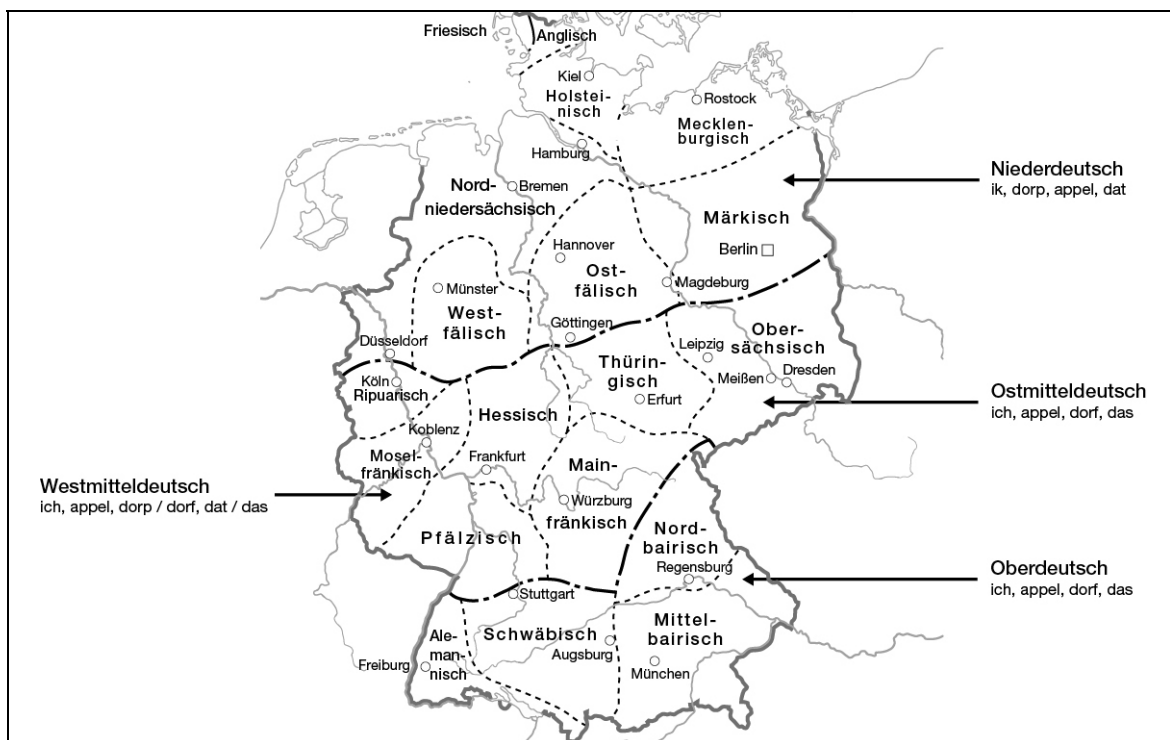 Friesisch
Anglisch
Kiel
Holstei-
nisch
Rostock
Mecklen-
burgisch
Hamburg
Nord-
niedersächsisch
Bremen
Niederdeutsch
ik, dorp, appel, dat
Märkisch
Berlin
Hannover
Ost-
fälisch
Magdeburg
Münster
West-
fälisch
Göttingen
Düsseldorf
Ober-
sächsisch
Leipzig
Meißen
Dresden
Thürin-
gisch
Erfurt
Köln
Ripuarisch
Hessisch
Ostmitteldeutsch
ich, appel, dorf, das
Koblenz
Mosel-
fränkisch
Frankfurt
Main-
fränkisch
Würzburg
Westmitteldeutsch
ich, appel, dorp / dorf, dat / das
Pfälzisch
Nord-
bairisch
Regensburg
Oberdeutsch
ich, appel, dorf, das
Stuttgart
Schwäbisch
Augsburg
Mittel-
bairisch
München
Ale-
man-
nisch
Freiburg